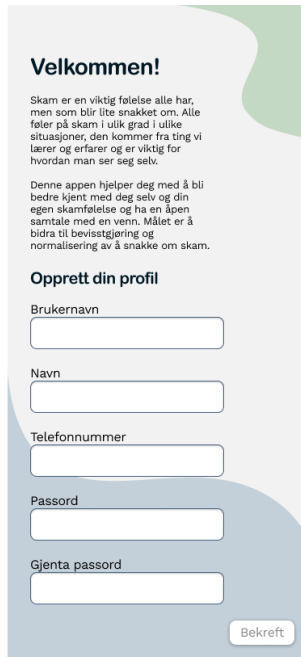 Velkommen!
Skam er en viktig følelse alle har,
men som blir lite snakket om. Alle
føler på skam i ulik grad i ulike
situasjoner, den kommer fra ting vi
lærer og erfarer og er viktig for
hvordan man ser seg selv.
Denne appen hjelper deg med å bli
bedre kjent med deg selv og din
egen skamfølelse og ha en åpen
samtale med en venn. Målet er å
bidra til bevisstgjøring og
normalisering av å snakke om skam.
Opprett din profil
Brukernavn
Navn
Telefonnummer
Passord
Gjenta passord
Bekreft